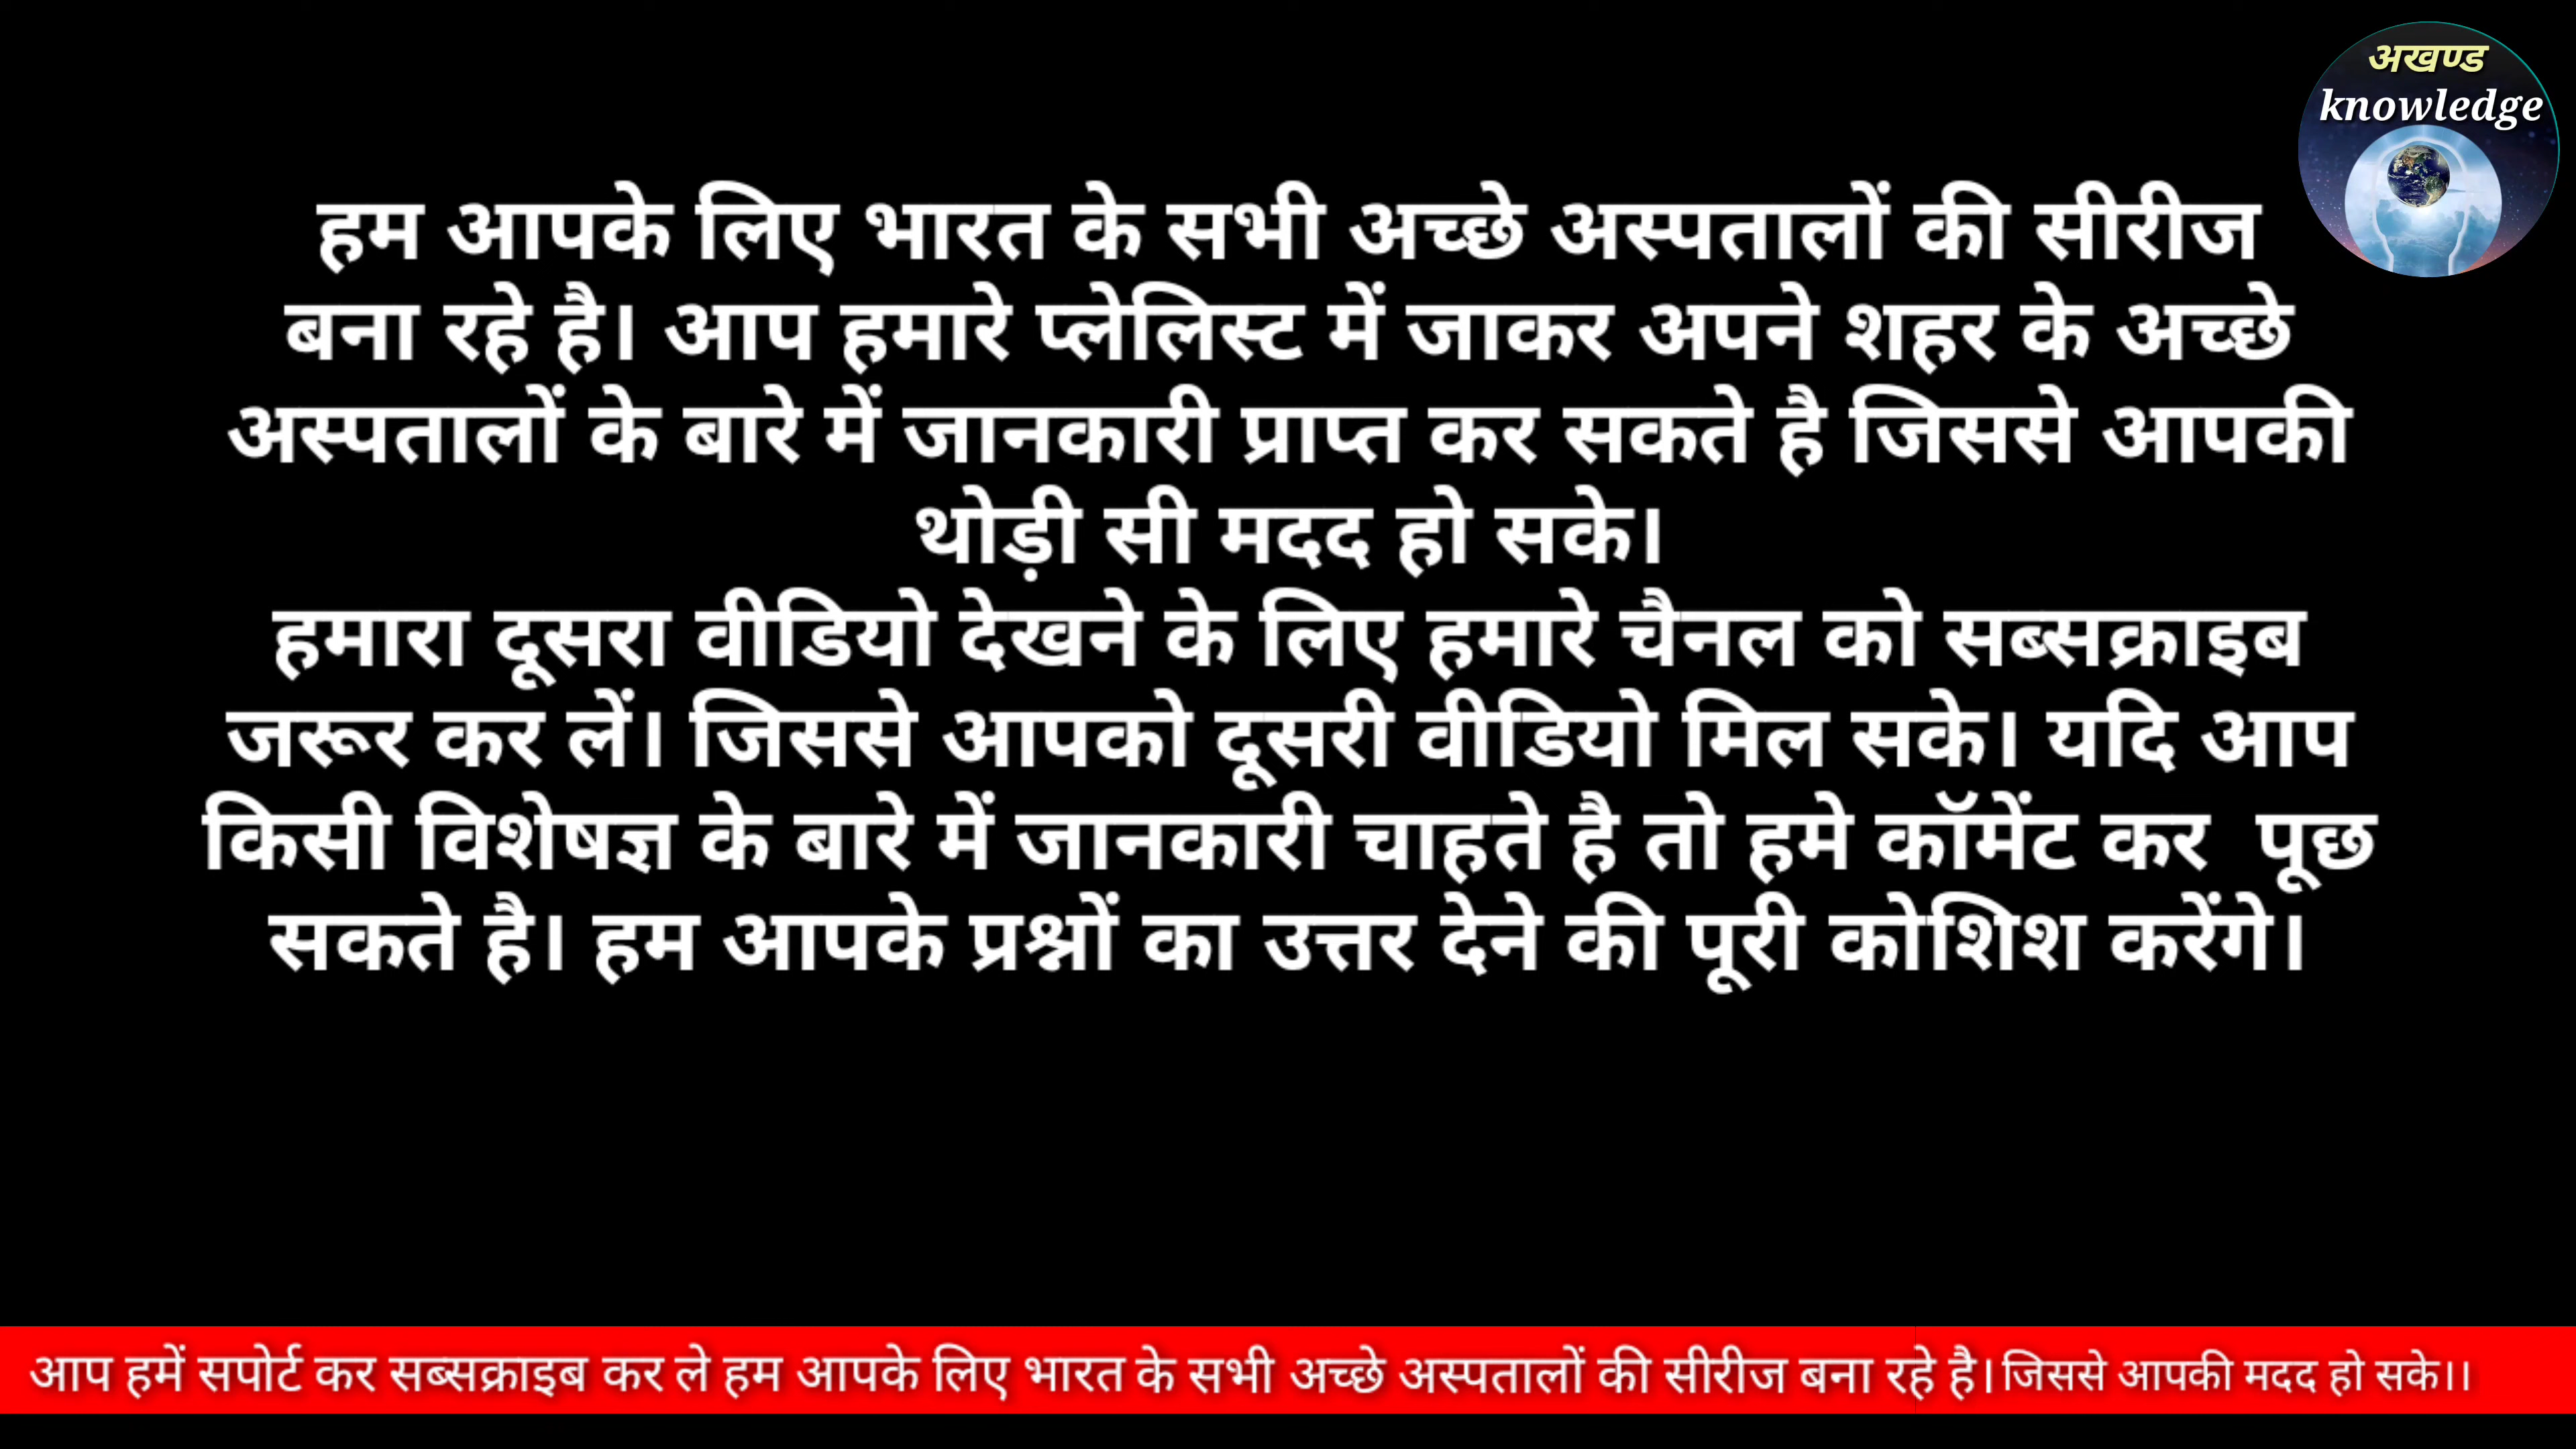 अखण्ड
knowledge
हम आपके लिए भारत के सभी अच्छे अस्पतालों की सीरीज
बना रहे है। आप हमारे प्लेलिस्ट में जाकर अपने शहर के अच्छे
अस्पतालों के बारे में जानकारी प्राप्त कर सकते है जिससे आपकी
थोड़ी सी मदद हो सके।
हमारा दूसरा वीडियो देखने के लिए हमारे चैनल को सब्सक्राइब
जरूर कर लें। जिससे आपको दूसरी वीडियो मिल सके। यदि आप
किसी विशेषज्ञ के बारे में जानकारी चाहते है तो हमे कॉमेंट कर  पूछ
सकते है। हम आपके प्रश्नों का उत्तर देने की पूरी कोशिश करेंगे।
आप हमें सपोर्ट कर सब्सक्राइब कर ले हम आपके लिए भारत के सभी अच्छे अस्पतालों की सीरीज बना रहे है।जिससे आपकी मदद हो सके।।